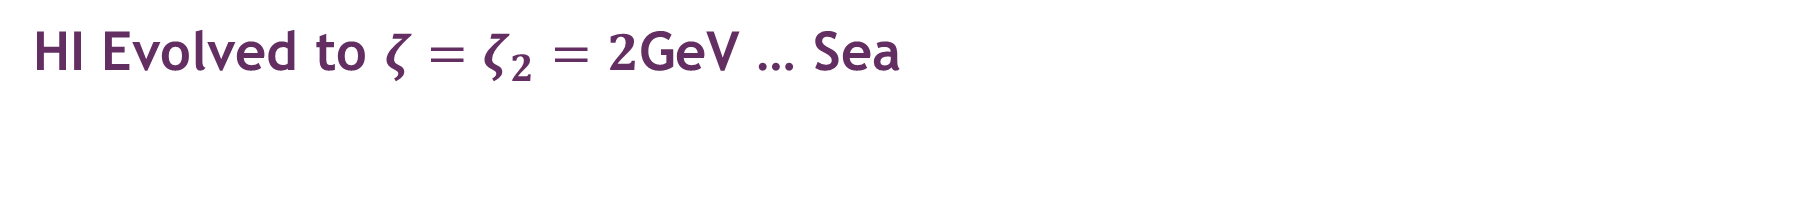 HI Evolved to ζ = ζ₂ = 2GeV … Sea